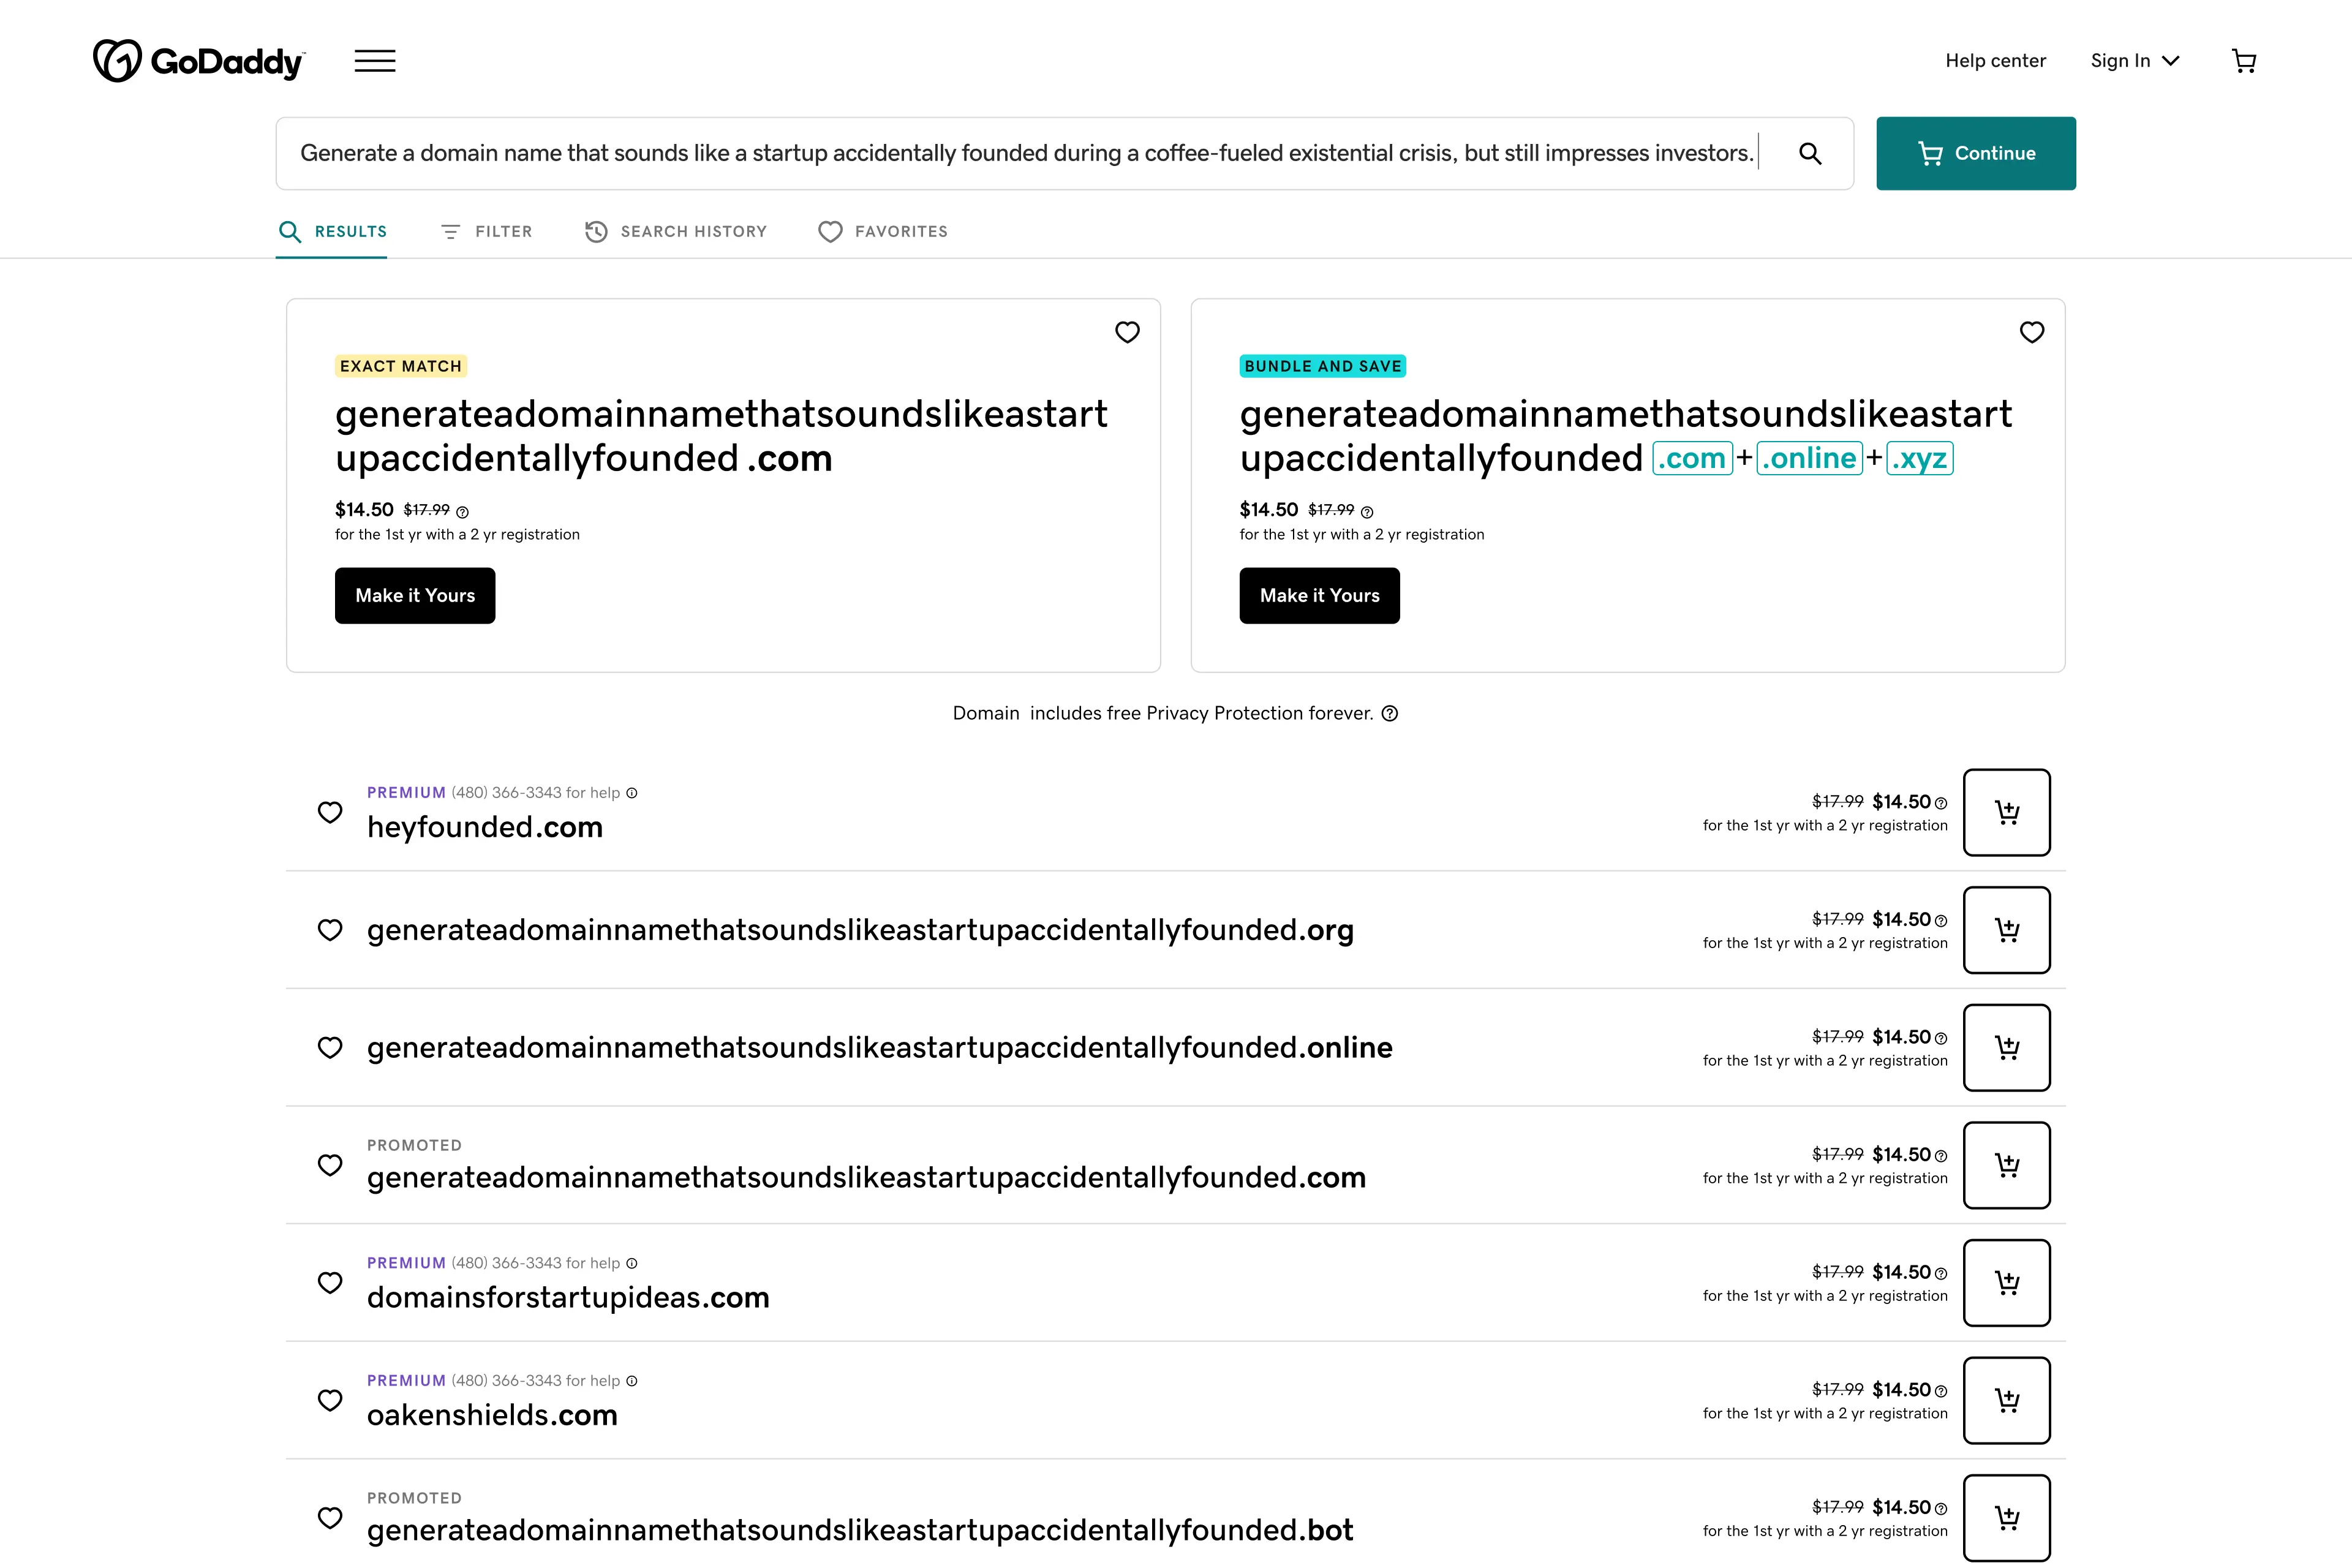 GoDaddy™
Help center
Sign In
Generate a domain name that sounds like a startup accidentally founded during a coffee-fueled existential crisis, but still impresses investors.
Continue
RESULTS
FILTER
SEARCH HISTORY
FAVORITES
EXACT MATCH
generateadomainnamethatsoundslikeastart
upaccidentallyfounded .com
$14.50 $17.99
for the 1st yr with a 2 yr registration
Make it Yours
BUNDLE AND SAVE
generateadomainnamethatsoundslikeastart
upaccidentallyfounded .com + .online + .xyz
$14.50 $17.99
for the 1st yr with a 2 yr registration
Make it Yours
Domain includes free Privacy Protection forever.
PREMIUM (480) 366-3343 for help
heyfounded.com
$17.99 $14.50
for the 1st yr with a 2 yr registration
generateadomainnamethatsoundslikeastartupaccidentallyfounded.org
$17.99 $14.50
for the 1st yr with a 2 yr registration
generateadomainnamethatsoundslikeastartupaccidentallyfounded.online
$17.99 $14.50
for the 1st yr with a 2 yr registration
PROMOTED
generateadomainnamethatsoundslikeastartupaccidentallyfounded.com
$17.99 $14.50
for the 1st yr with a 2 yr registration
PREMIUM (480) 366-3343 for help
domainsforstartupideas.com
$17.99 $14.50
for the 1st yr with a 2 yr registration
PREMIUM (480) 366-3343 for help
oakenshields.com
$17.99 $14.50
for the 1st yr with a 2 yr registration
PROMOTED
generateadomainnamethatsoundslikeastartupaccidentallyfounded.bot
$17.99 $14.50
for the 1st yr with a 2 yr registration